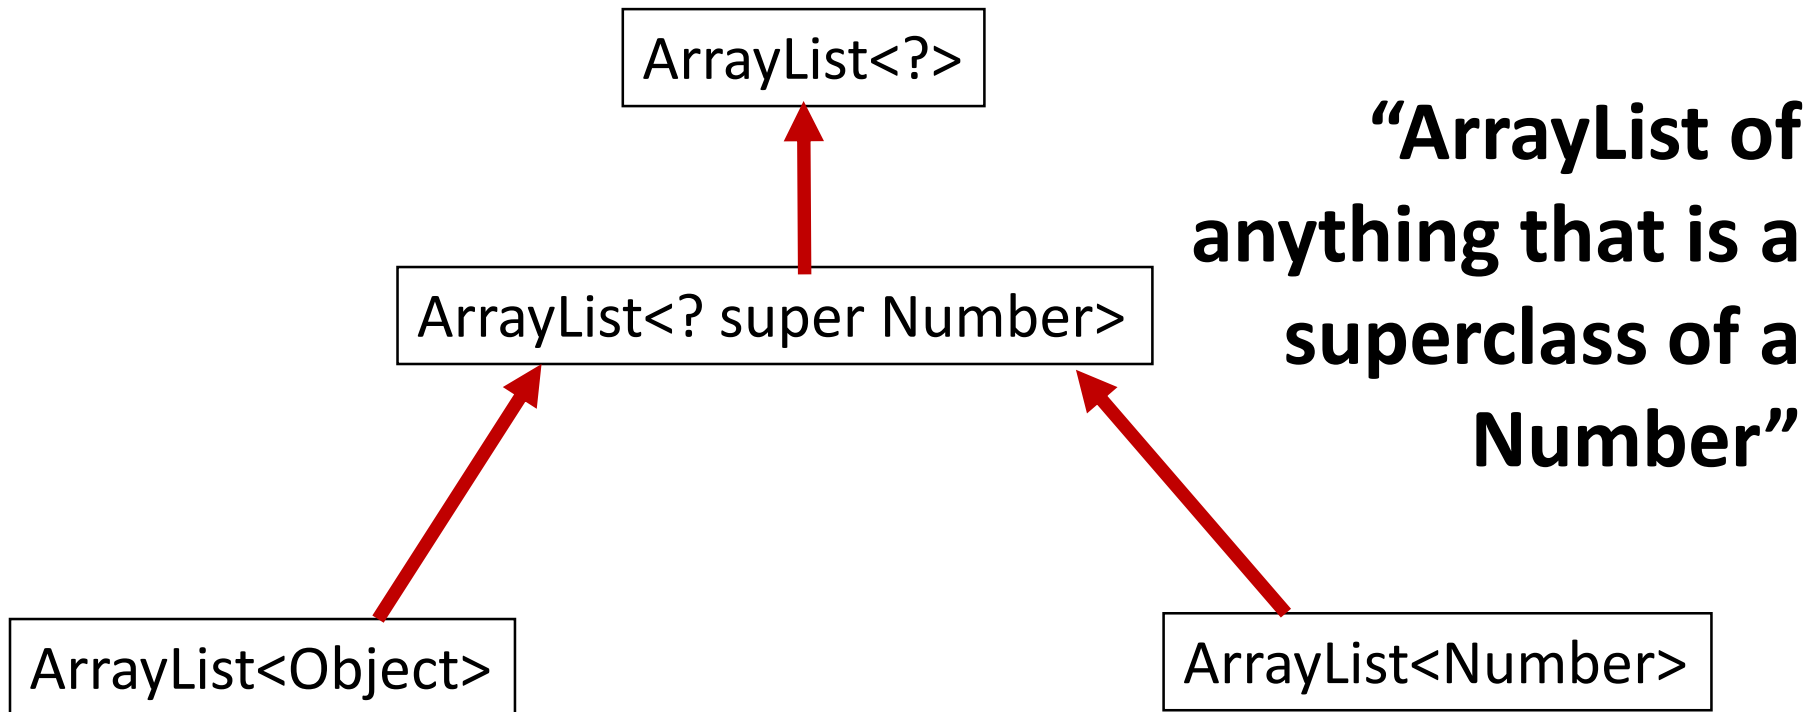 ArrayList<?>
“ArrayList of
anything that is a
superclass of a
Number”
ArrayList<? super Number>
ArrayList<Object>
ArrayList<Number>